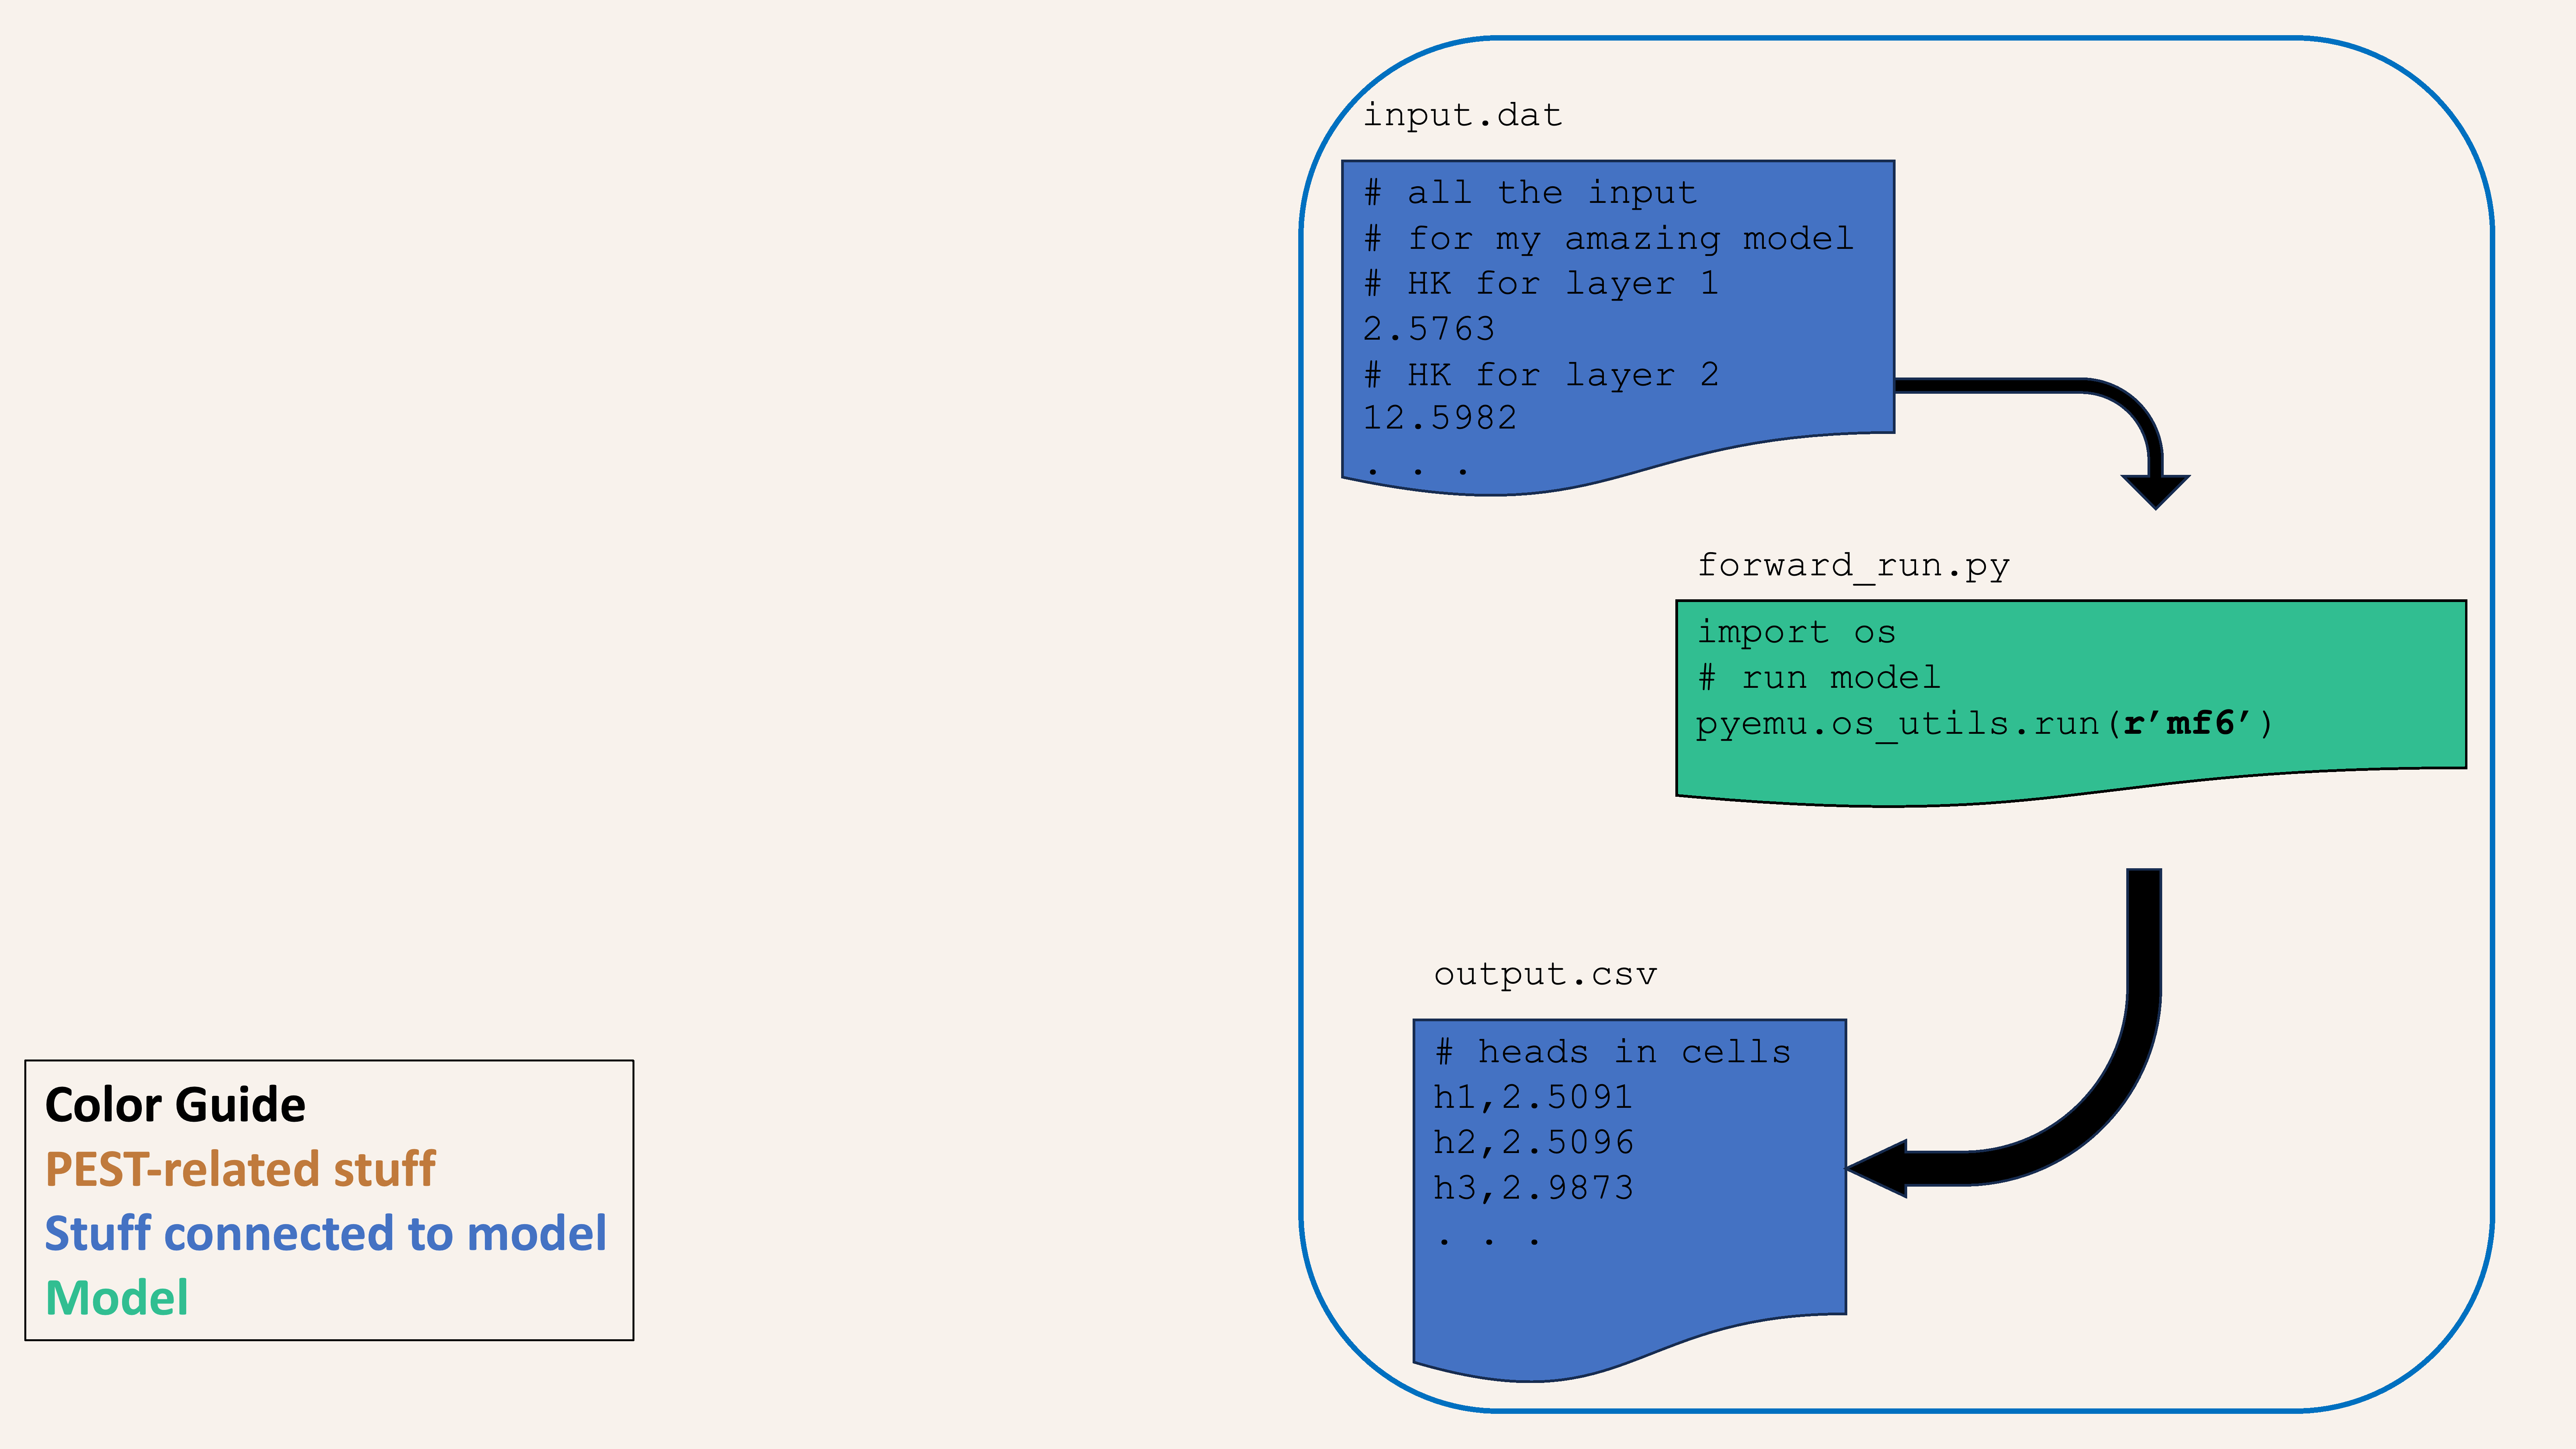 input.dat
# all the input
# for my amazing model
# HK for layer 1
2.5763
# HK for layer 2
12.5982
. . .
forward_run.py
import os
# run model
pyemu.os_utils.run(r’mf6’)
output.csv
# heads in cells
h1,2.5091
h2,2.5096
h3,2.9873
. . .
Color Guide
PEST-related stuff
Stuff connected to model
Model